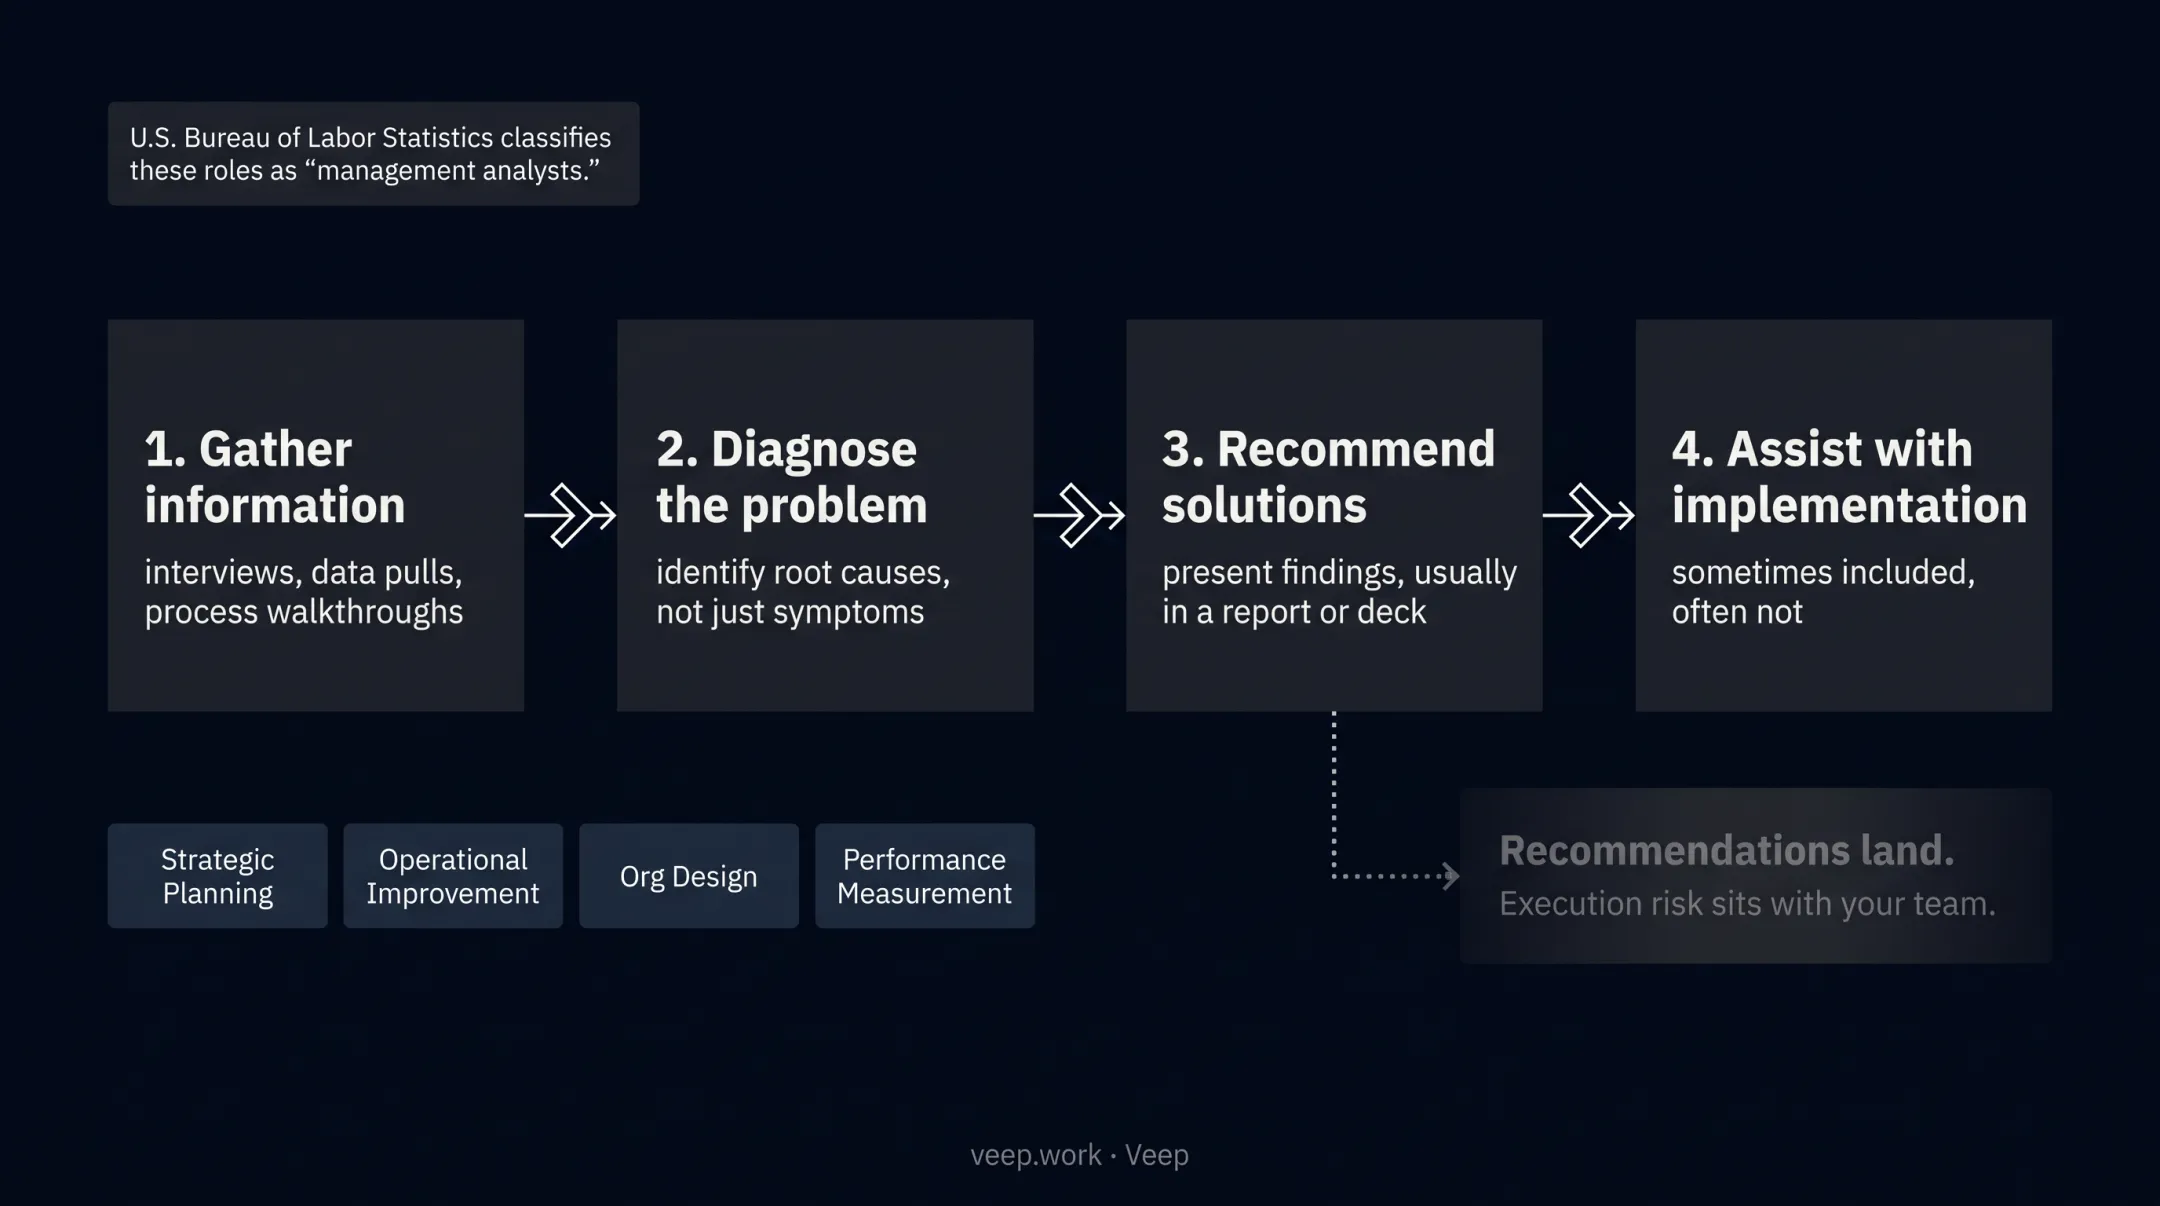 U.S. Bureau of Labor Statistics classifies
these roles as “management analysts.”
1. Gather
information
interviews, data pulls,
process walkthroughs
2. Diagnose
the problem
identify root causes,
not just symptoms
3. Recommend
solutions
present findings, usually
in a report or deck
4. Assist with
implementation
sometimes included,
often not
Strategic
Planning
Operational
Improvement
Org Design
Performance
Measurement
Recommendations land.
Execution risk sits with your team.
veep.work · Veep